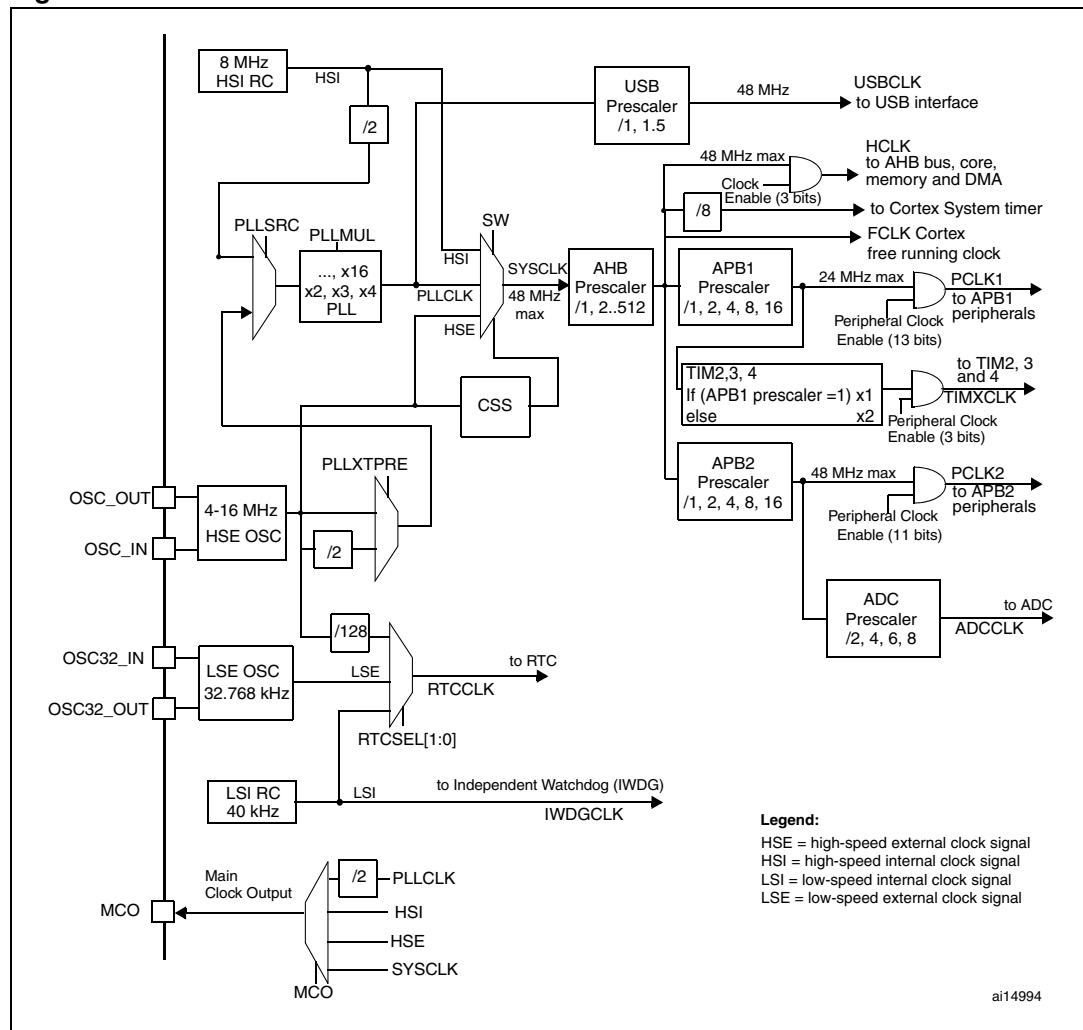 8 MHz
HSI RC
HSI
/2
USB
Prescaler
/1, 1.5
48 MHz
USBCLK
to USB interface
HCLK
to AHB bus, core,
memory and DMA
48 MHz max
Clock
Enable (3 bits)
/8
to Cortex System timer
FCLK Cortex
free running clock
PLLSRC
PLLMUL
..., x16
x2, x3, x4
PLL
SW
HSI
PLLCLK
HSE
SYSCLK
48 MHz
max
AHB
Prescaler
/1, 2..512
APB1
Prescaler
/1, 2, 4, 8, 16
24 MHz max
PCLK1
to APB1
peripherals
Peripheral Clock
Enable (13 bits)
TIM2,3, 4
If (APB1 prescaler =1) x1
else x2
to TIM2, 3
and 4
TIMXCLK
Peripheral Clock
Enable (3 bits)
CSS
PLLXTPRE
OSC_OUT
OSC_IN
4-16 MHz
HSE OSC
/2
APB2
Prescaler
/1, 2, 4, 8, 16
48 MHz max
PCLK2
to APB2
peripherals
Peripheral Clock
Enable (11 bits)
ADC
Prescaler
/2, 4, 6, 8
to ADC
ADCCLK
/128
OSC32_IN
OSC32_OUT
LSE OSC
32.768 kHz
LSE
to RTC
RTCCLK
RTCSEL[1:0]
LSI RC
40 kHz
LSI
to Independent Watchdog (IWDG)
IWDGCLK
Legend:
HSE = high-speed external clock signal
HSI = high-speed internal clock signal
LSI = low-speed internal clock signal
LSE = low-speed external clock signal
Main
Clock Output
MCO
/2
PLLCLK
HSI
HSE
SYSCLK
MCO
ai14994